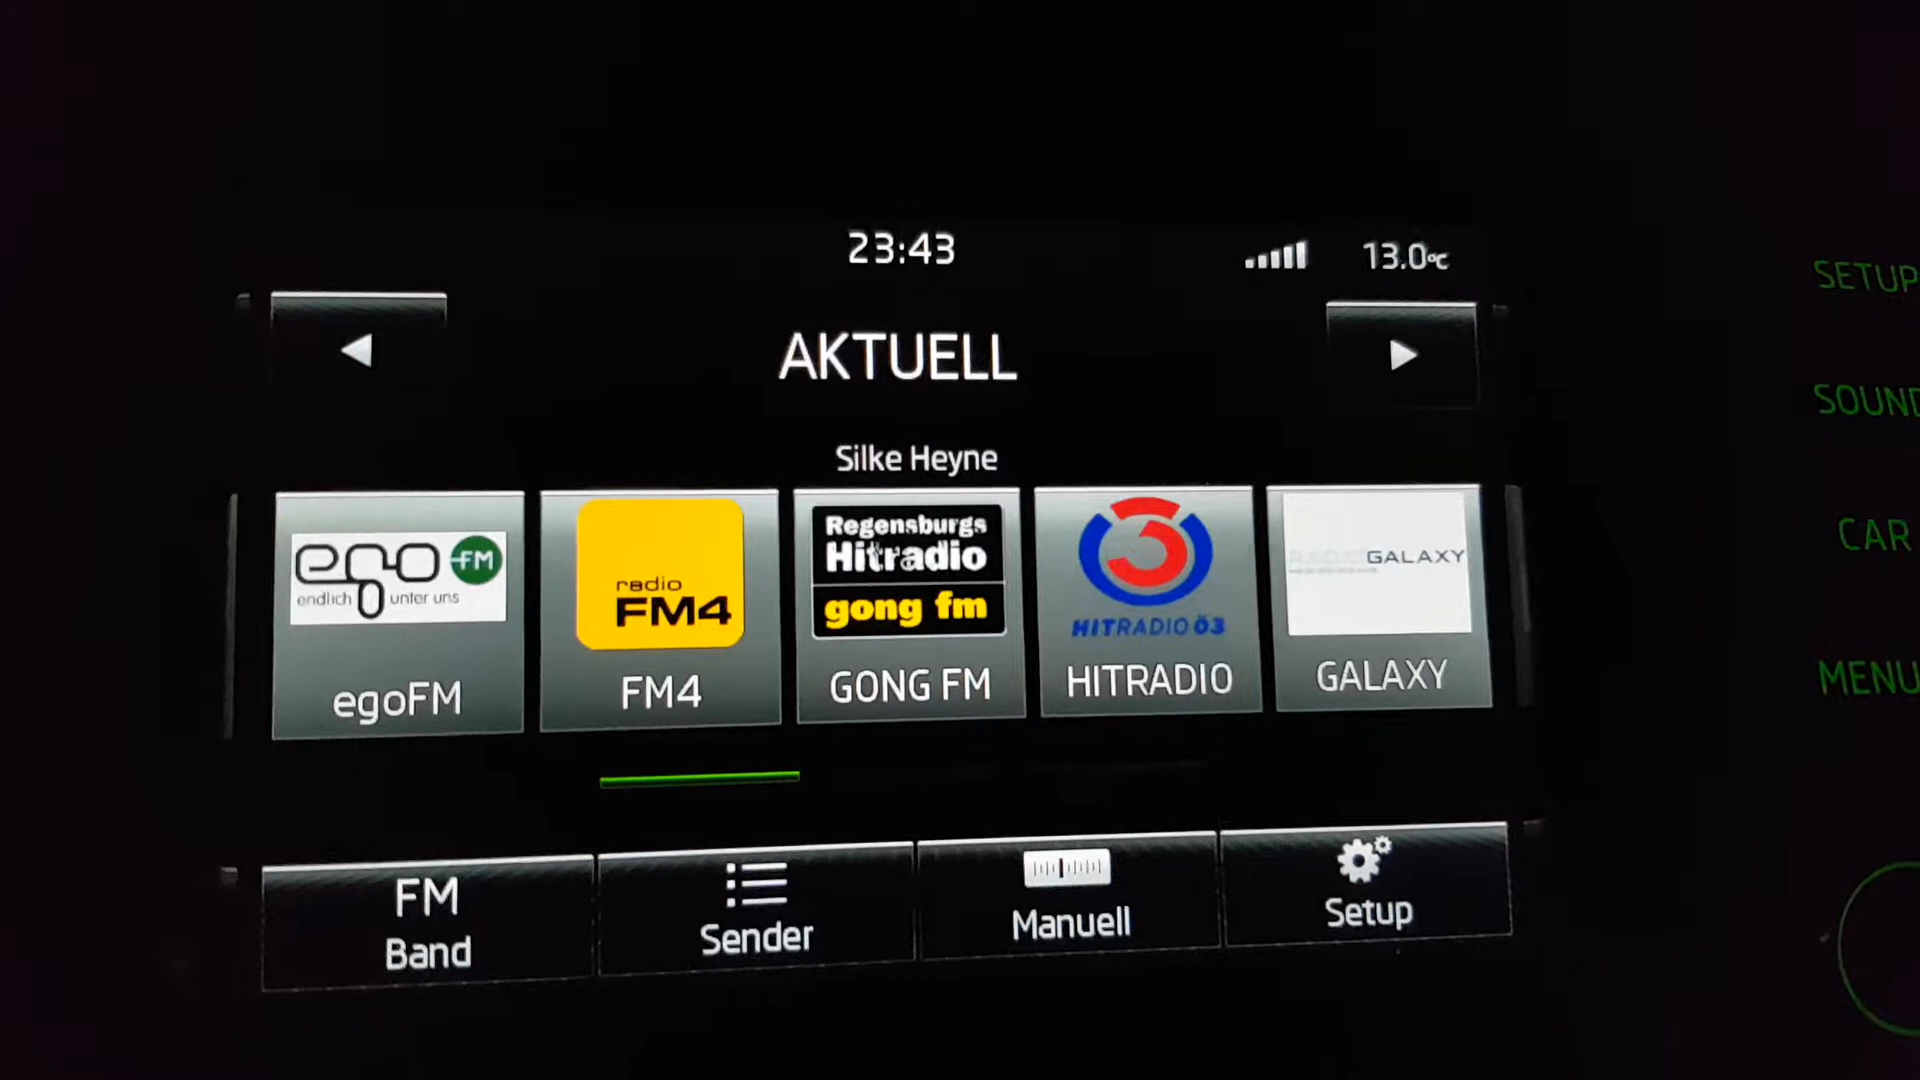 23:43
13.0°C
AKTUELL
Silke Heyne
ego FM
endlich unter uns
egoFM
radio
FM4
FM4
Regensburgs
Hitradio
gong fm
GONG FM
HITRADIO Ö3
HITRADIO
RADIO GALAXY
GALAXY
FM
Band
Sender
Manuell
Setup
SETUP
SOUND
CAR
MENU